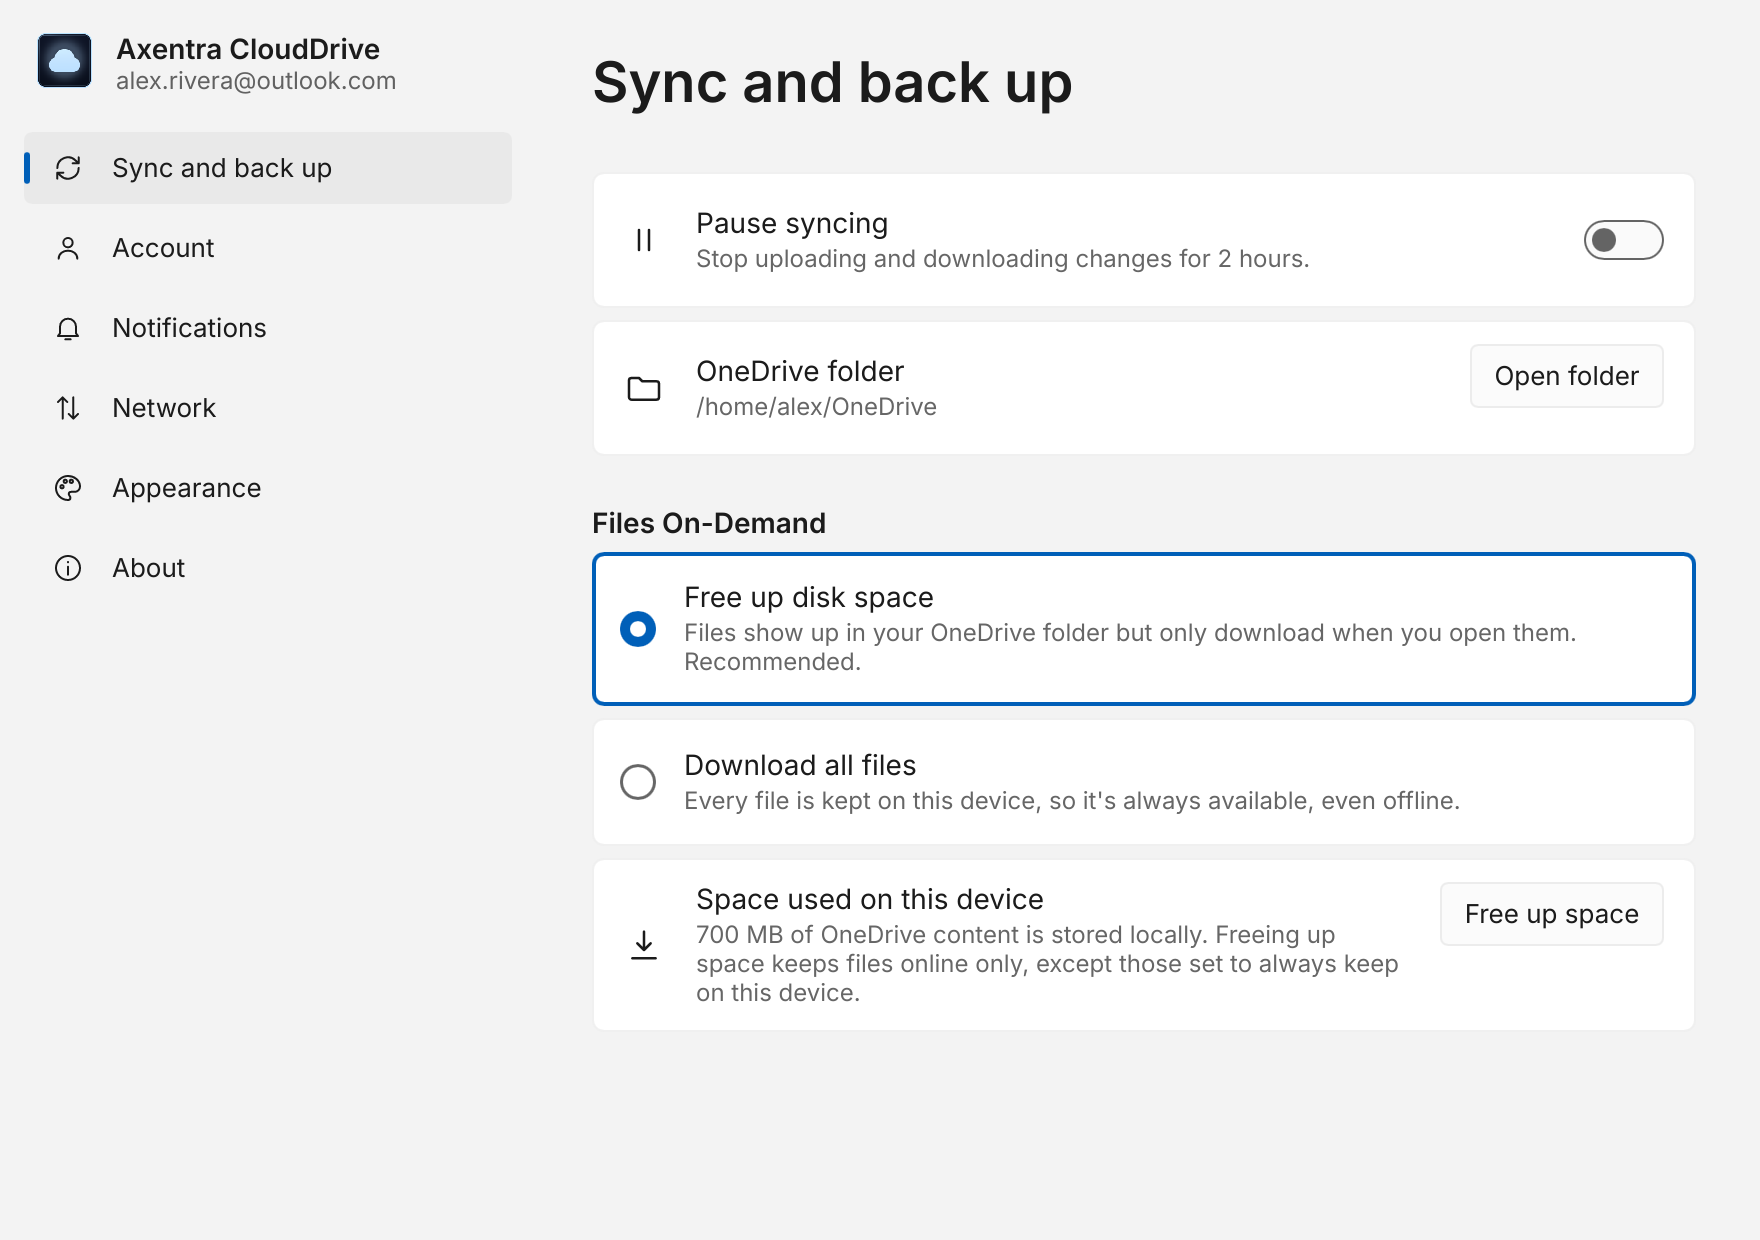 Axentra CloudDrive
alex.rivera@outlook.com
Sync and back up
Account
Notifications
Network
Appearance
About
Sync and back up
Pause syncing
Stop uploading and downloading changes for 2 hours.
OneDrive folder
/home/alex/OneDrive
Open folder
Files On-Demand
Free up disk space
Files show up in your OneDrive folder but only download when you open them.
Recommended.
Download all files
Every file is kept on this device, so it's always available, even offline.
Space used on this device
700 MB of OneDrive content is stored locally. Freeing up
space keeps files online only, except those set to always keep
on this device.
Free up space